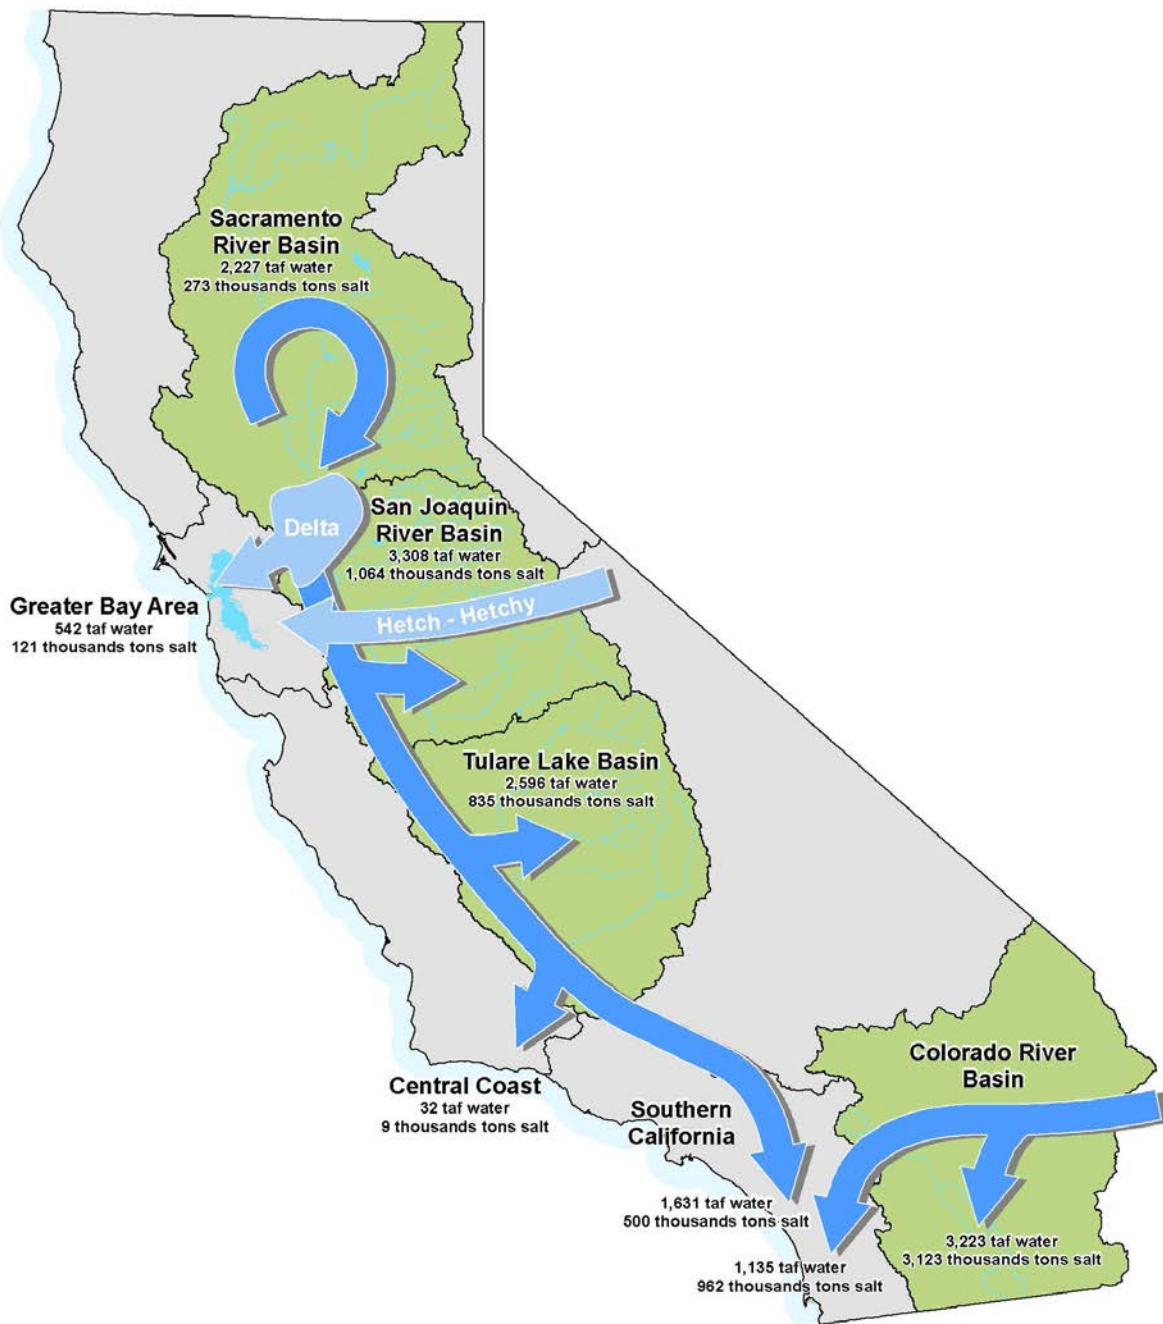 Sacramento
River Basin
2,227 taf water
273 thousands tons salt
Delta
San Joaquin
River Basin
3,308 taf water
1,064 thousands tons salt
Hetch - Hetchy
Greater Bay Area
542 taf water
121 thousands tons salt
Tulare Lake Basin
2,596 taf water
835 thousands tons salt
Central Coast
32 taf water
9 thousands tons salt
Southern
California
1,631 taf water
500 thousands tons salt
1,135 taf water
962 thousands tons salt
Colorado River
Basin
3,223 taf water
3,123 thousands tons salt